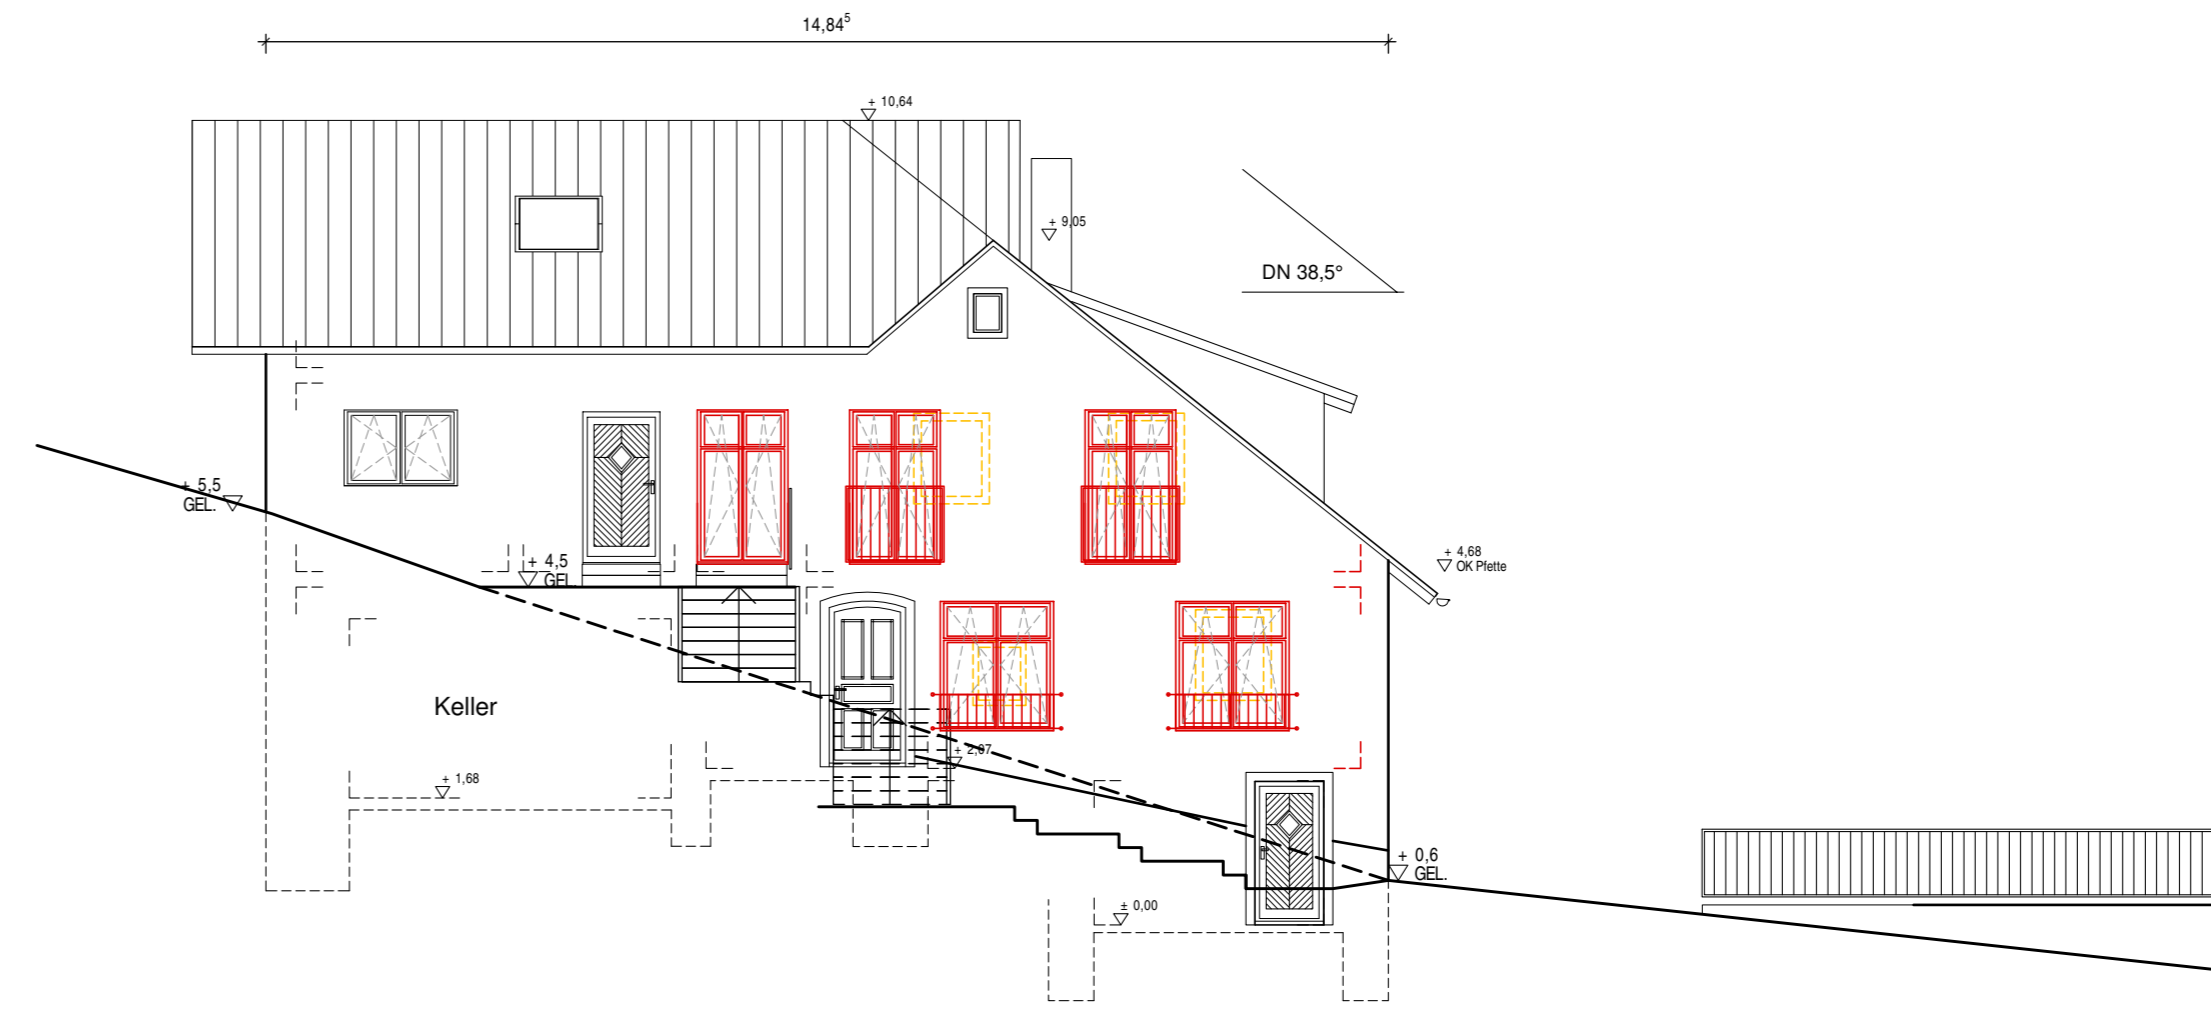 14,84⁵
+ 10,64
+ 9,05
DN 38,5°
+ 5,5
GEL.
+ 4,5
GEL.
+ 4,68
OK Pfette
Keller
+ 2,07
+ 1,68
+ 0,6
GEL.
± 0,00